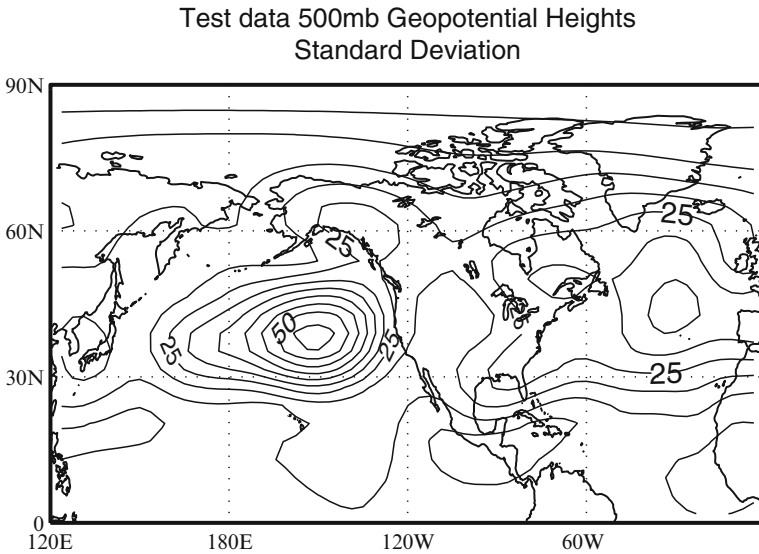 Test data 500mb Geopotential Heights
Standard Deviation
90N
60N
30N
0
120E
180E
120W
60W
25
25
50
25
25
25
25